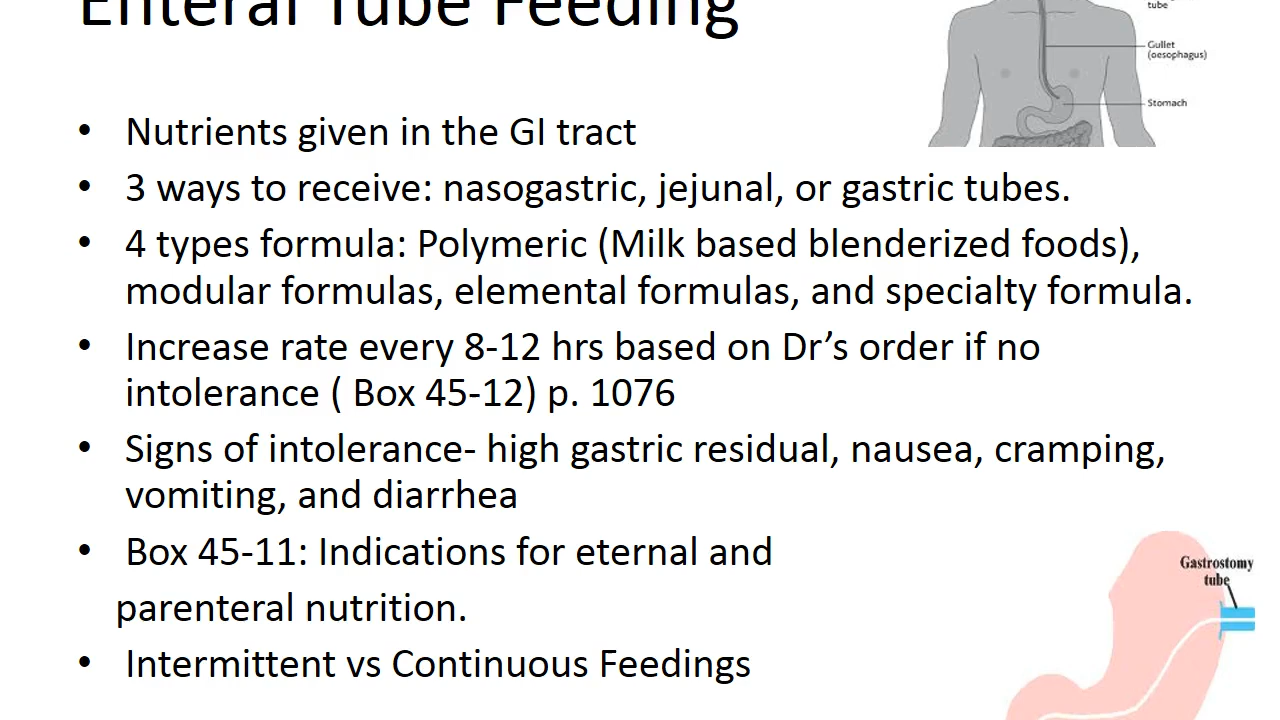 Enteral Tube Feeding
tube
Gullet
(oesophagus)
Stomach
• Nutrients given in the GI tract
• 3 ways to receive: nasogastric, jejunal, or gastric tubes.
• 4 types formula: Polymeric (Milk based blenderized foods),
modular formulas, elemental formulas, and specialty formula.
• Increase rate every 8-12 hrs based on Dr’s order if no
intolerance ( Box 45-12) p. 1076
• Signs of intolerance- high gastric residual, nausea, cramping,
vomiting, and diarrhea
• Box 45-11: Indications for eternal and
parenteral nutrition.
• Intermittent vs Continuous Feedings
Gastrostomy
tube